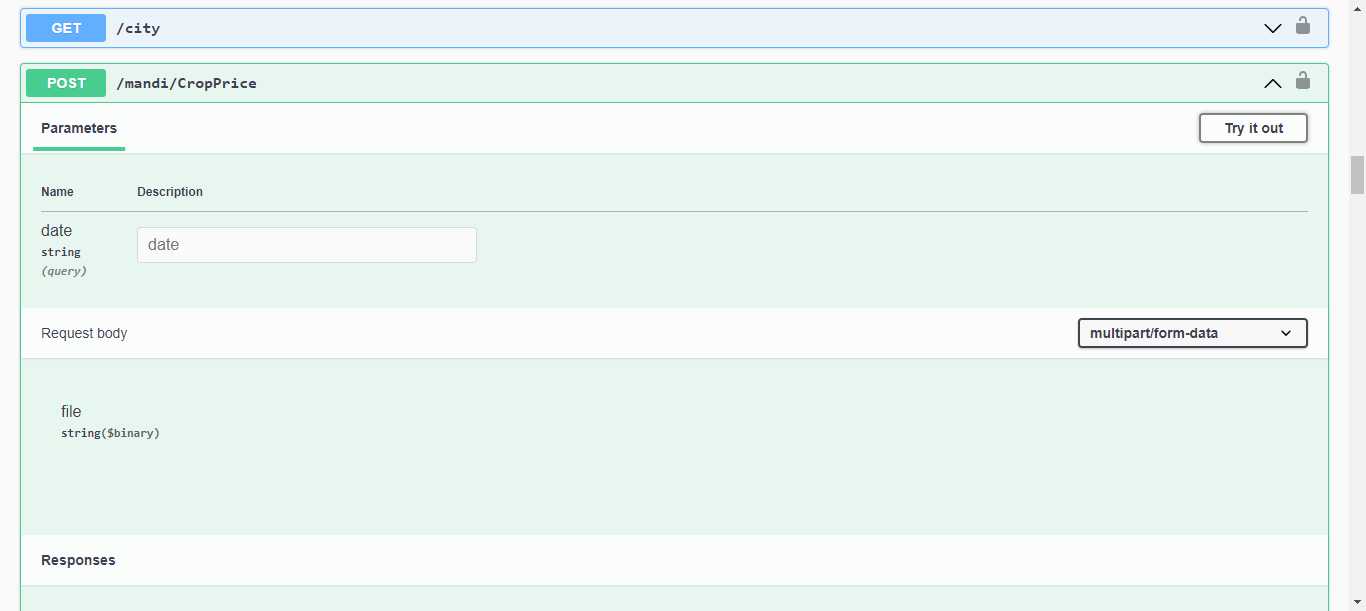 GET /city
POST /mandi/CropPrice
Parameters Try it out
Name Description
date date
string
(query)
Request body multipart/form-data
file
string($binary)
Responses